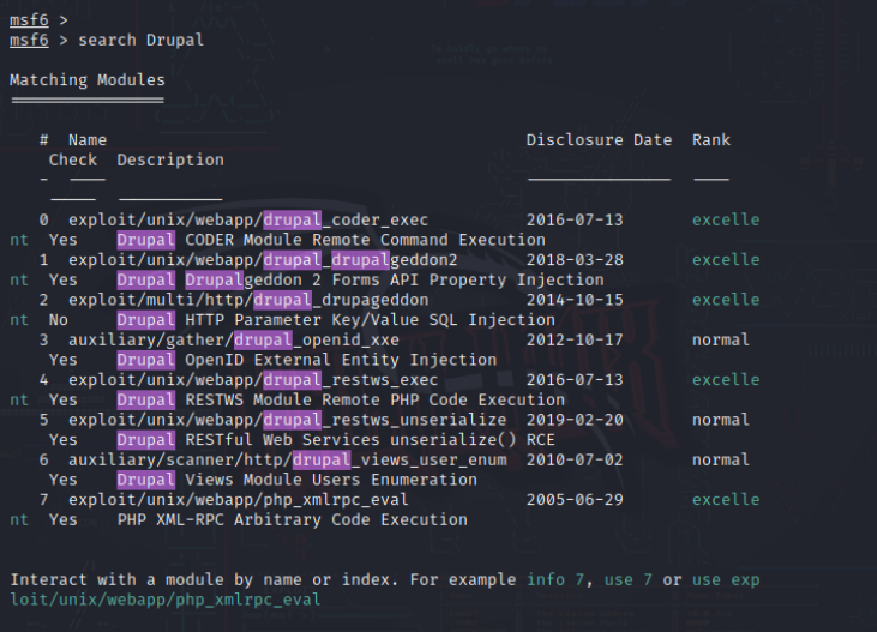 msf6 >
msf6 > search Drupal
Matching Modules
================
# Name Disclosure Date Rank
Check Description
- ---- --------------- ----
----- -----------
0 exploit/unix/webapp/drupal_coder_exec 2016-07-13 excelle
nt Yes Drupal CODER Module Remote Command Execution
1 exploit/unix/webapp/drupal_drupalgeddon2 2018-03-28 excelle
nt Yes Drupal Drupalgeddon 2 Forms API Property Injection
2 exploit/multi/http/drupal_drupageddon 2014-10-15 excelle
nt No Drupal HTTP Parameter Key/Value SQL Injection
3 auxiliary/gather/drupal_openid_xxe 2012-10-17 normal
Yes Drupal OpenID External Entity Injection
4 exploit/unix/webapp/drupal_restws_exec 2016-07-13 excelle
nt Yes Drupal RESTWS Module Remote PHP Code Execution
5 exploit/unix/webapp/drupal_restws_unserialize 2019-02-20 normal
Yes Drupal RESTful Web Services unserialize() RCE
6 auxiliary/scanner/http/drupal_views_user_enum 2010-07-02 normal
Yes Drupal Views Module Users Enumeration
7 exploit/unix/webapp/php_xmlrpc_eval 2005-06-29 excelle
nt Yes PHP XML-RPC Arbitrary Code Execution
Interact with a module by name or index. For example info 7, use 7 or use exp
loit/unix/webapp/php_xmlrpc_eval